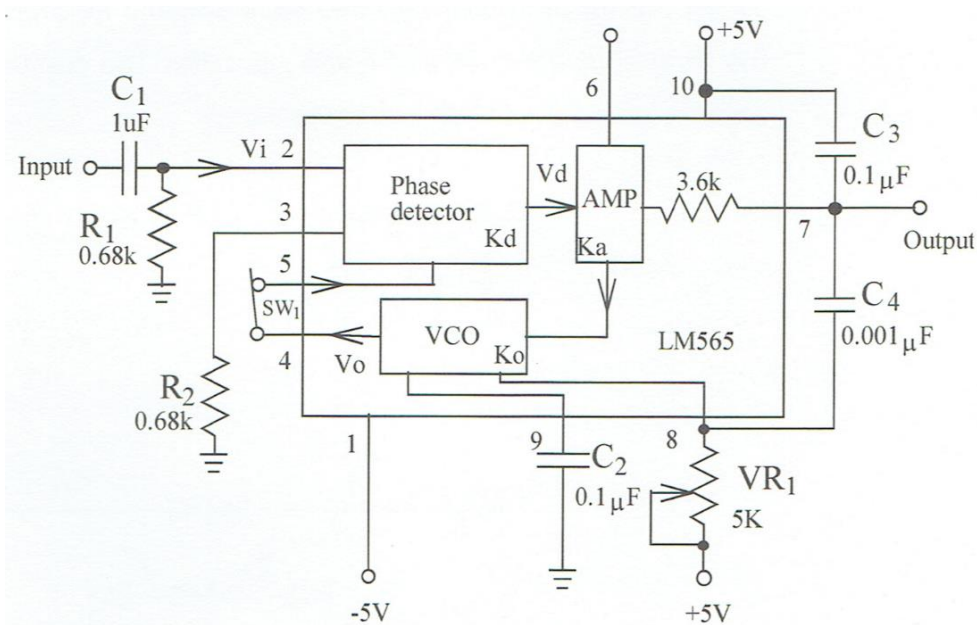 +5V
6
10
C1
1uF
C3
0.1μF
Input
Vi
2
Phase
detector
Kd
Vd
AMP
Ka
3.6k
7
Output
3
R1
0.68k
5
SW1
4
Vo
VCO
Ko
LM565
C4
0.001μF
R2
0.68k
1
9
C2
0.1μF
8
VR1
5K
-5V
+5V